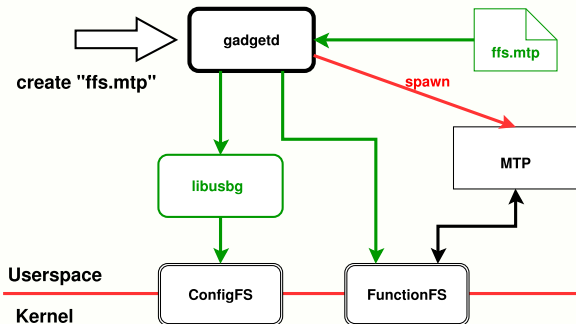 gadgetd
ffs.mtp
create "ffs.mtp"
spawn
MTP
libusbg
Userspace
ConfigFS
FunctionFS
Kernel